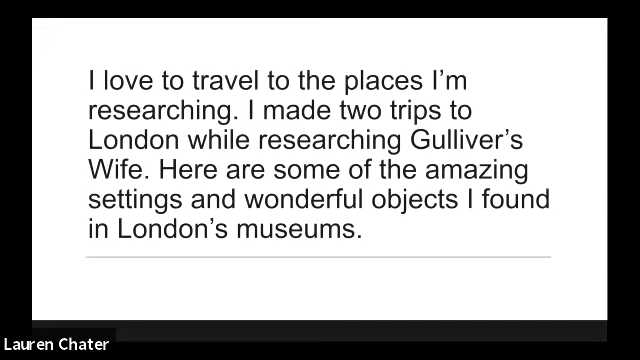 I love to travel to the places I’m
researching. I made two trips to
London while researching Gulliver’s
Wife. Here are some of the amazing
settings and wonderful objects I found
in London’s museums.
Lauren Chater